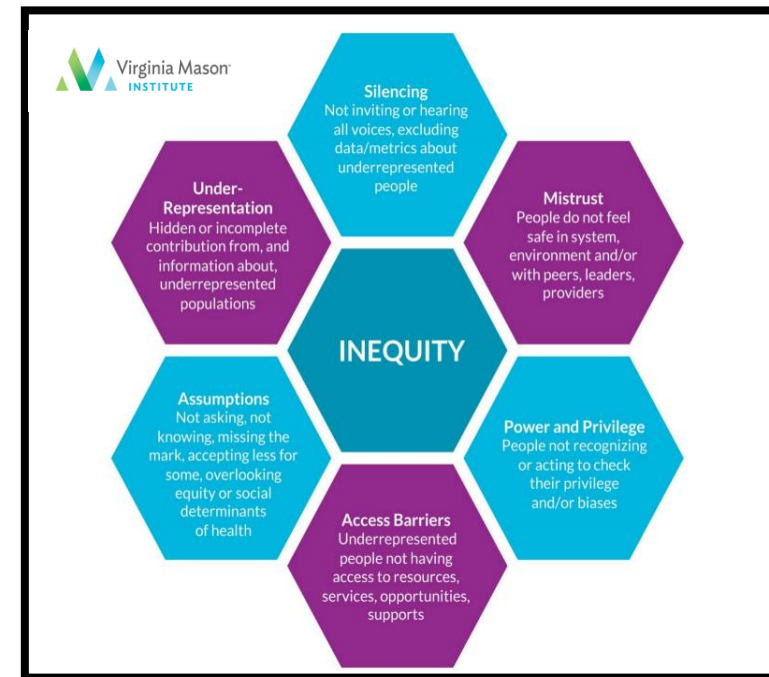 Virginia Mason
INSTITUTE
Silencing
Not inviting or hearing
all voices, excluding
data/metrics about
underrepresented
people
Under-
Representation
Hidden or incomplete
contribution from, and
information about,
underrepresented
populations
Mistrust
People do not feel
safe in system,
environment and/or
with peers, leaders,
providers
INEQUITY
Assumptions
Not asking, not
knowing, missing the
mark, accepting less for
some, overlooking
equity or social
determinants
of health
Power and Privilege
People not recognizing
or acting to check
their privilege
and/or biases
Access Barriers
Underrepresented
people not having
access to resources,
services, opportunities,
supports